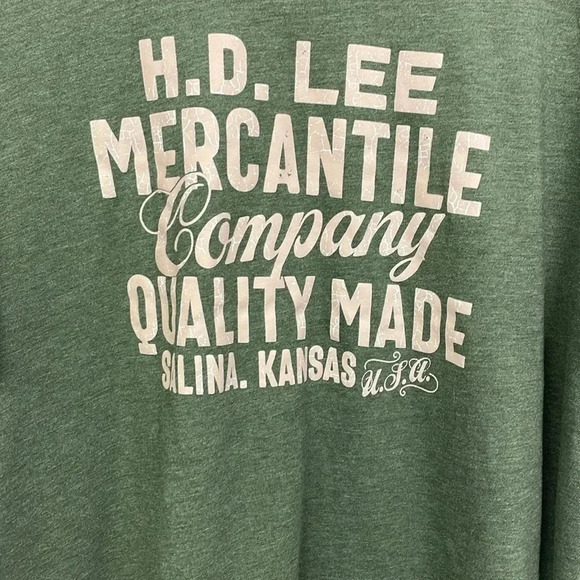 H.D. LEE
MERCANTILE
Company
QUALITY MADE
SALINA. KANSAS U.S.A.